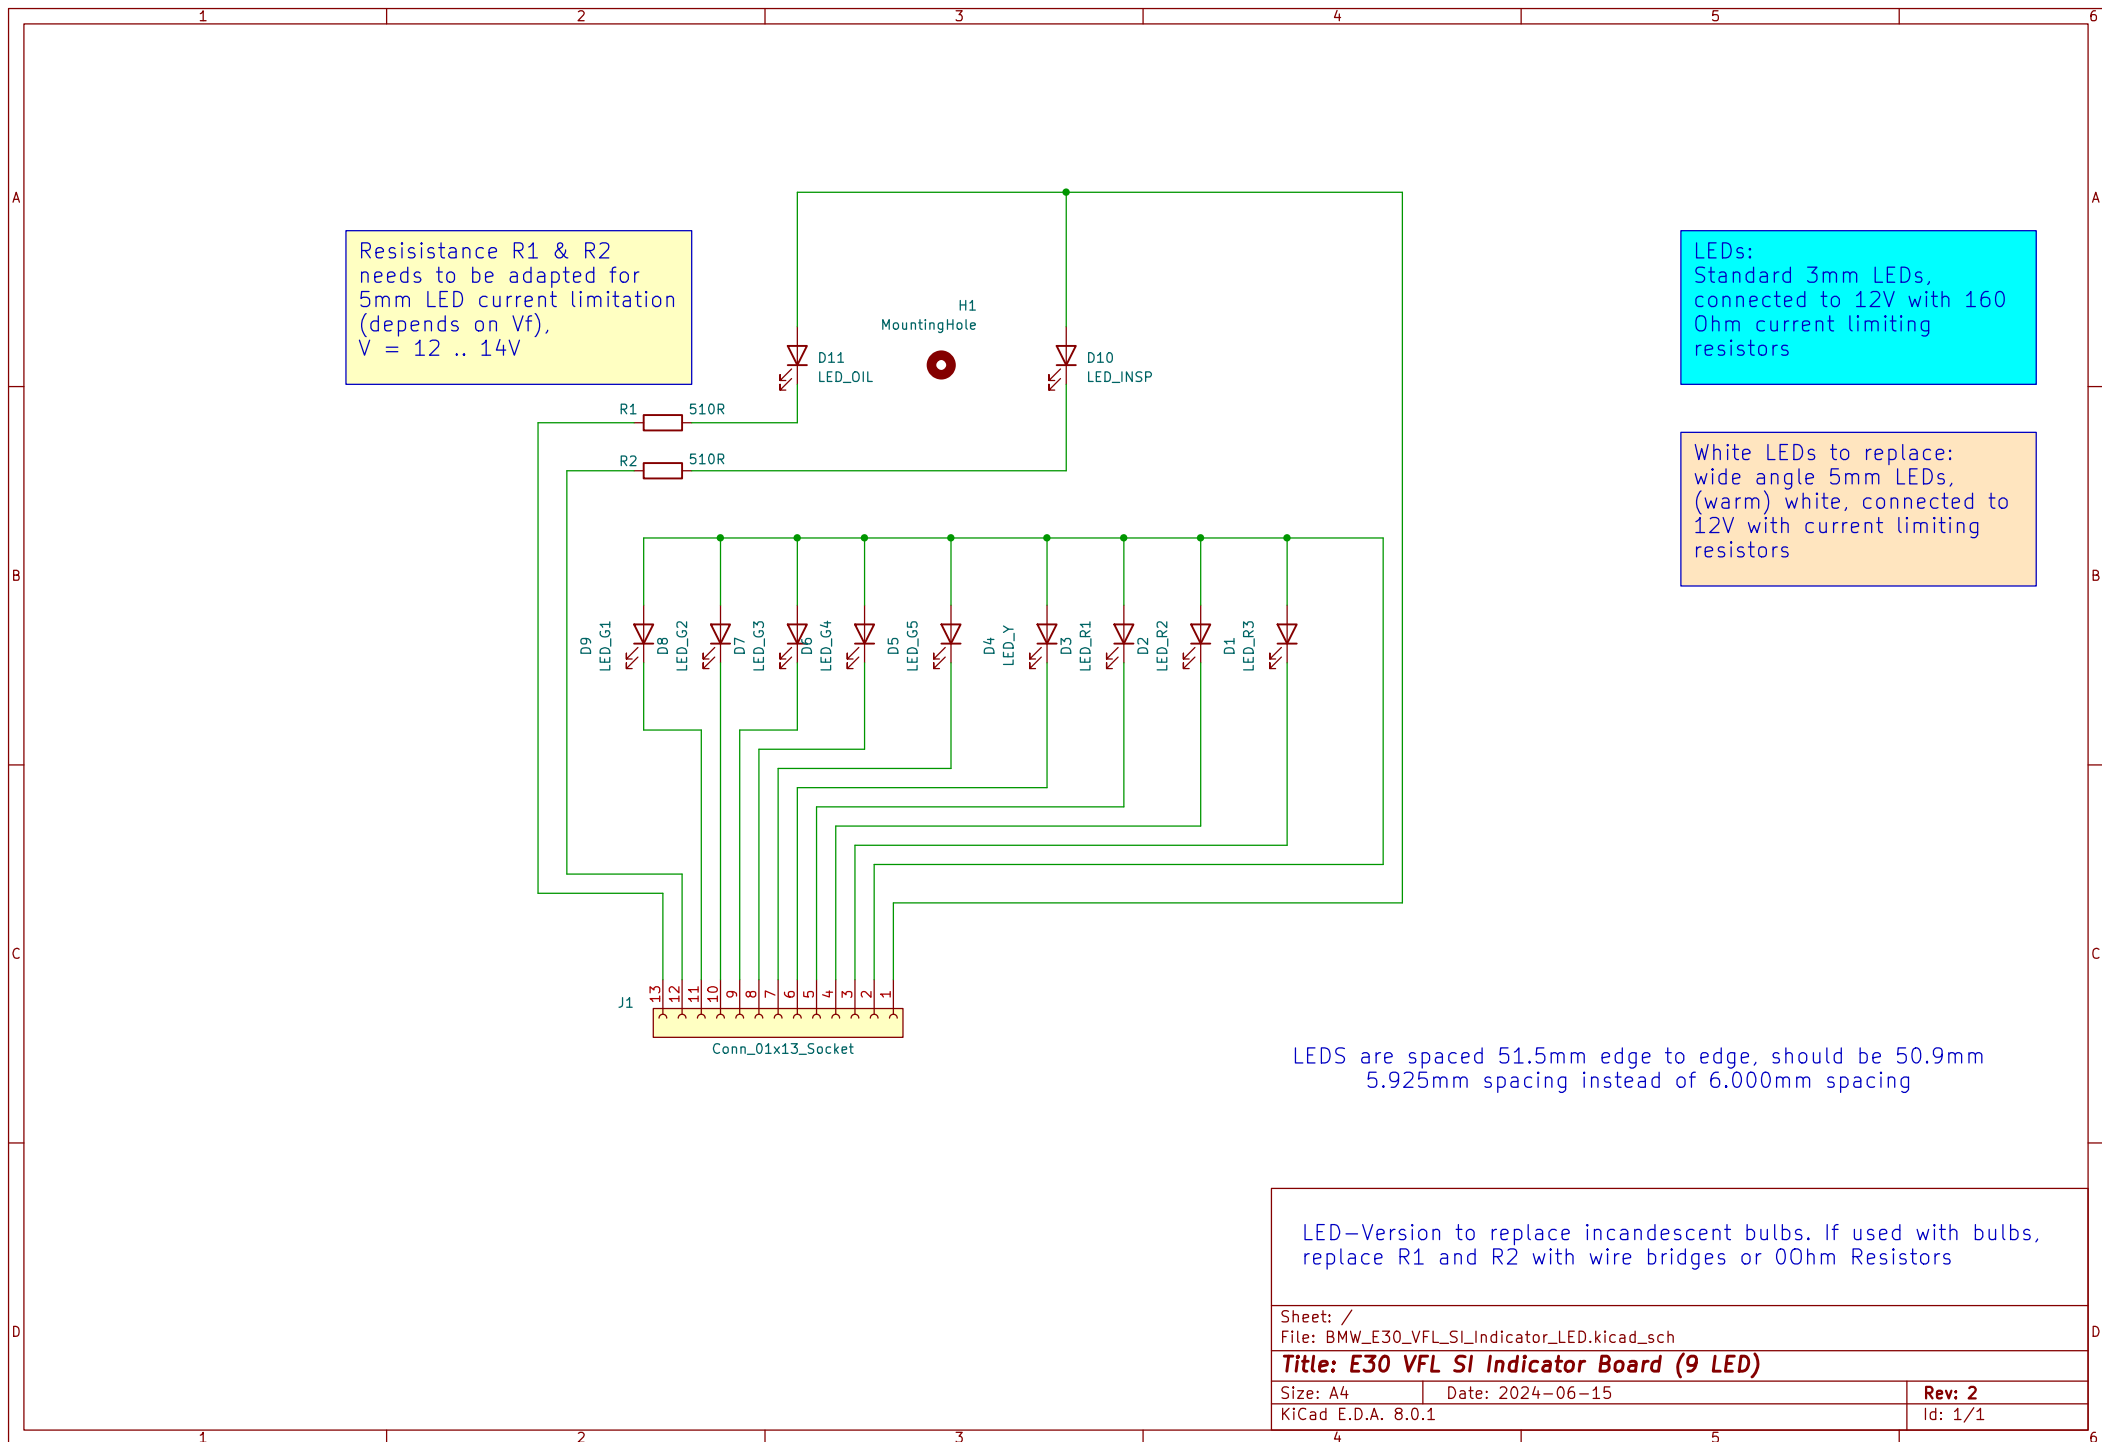 1 2 3 4 5 6
A A
Resisistance R1 & R2
needs to be adapted for
5mm LED current limitation
(depends on Vf),
V = 12 .. 14V
LEDs:
Standard 3mm LEDs,
connected to 12V with 160
Ohm current limiting
resistors
H1
MountingHole
D11
LED_OIL
D10
LED_INSP
R1 510R
R2 510R
White LEDs to replace:
wide angle 5mm LEDs,
(warm) white, connected to
12V with current limiting
resistors
B B
D9
LED_G1
D8
LED_G2
D7
LED_G3
D6
LED_G4
D5
LED_G5
D4
LED_Y
D3
LED_R1
D2
LED_R2
D1
LED_R3
C C
13 12 11 10 9 8 7 6 5 4 3 2 1
J1
Conn_01x13_Socket
LEDS are spaced 51.5mm edge to edge, should be 50.9mm
5.925mm spacing instead of 6.000mm spacing
LED-Version to replace incandescent bulbs. If used with bulbs,
replace R1 and R2 with wire bridges or 0Ohm Resistors
Sheet: /
File: BMW_E30_VFL_SI_Indicator_LED.kicad_sch
D D
Title: E30 VFL SI Indicator Board (9 LED)
Size: A4 Date: 2024-06-15 Rev: 2
KiCad E.D.A. 8.0.1 Id: 1/1
1 2 3 4 5 6